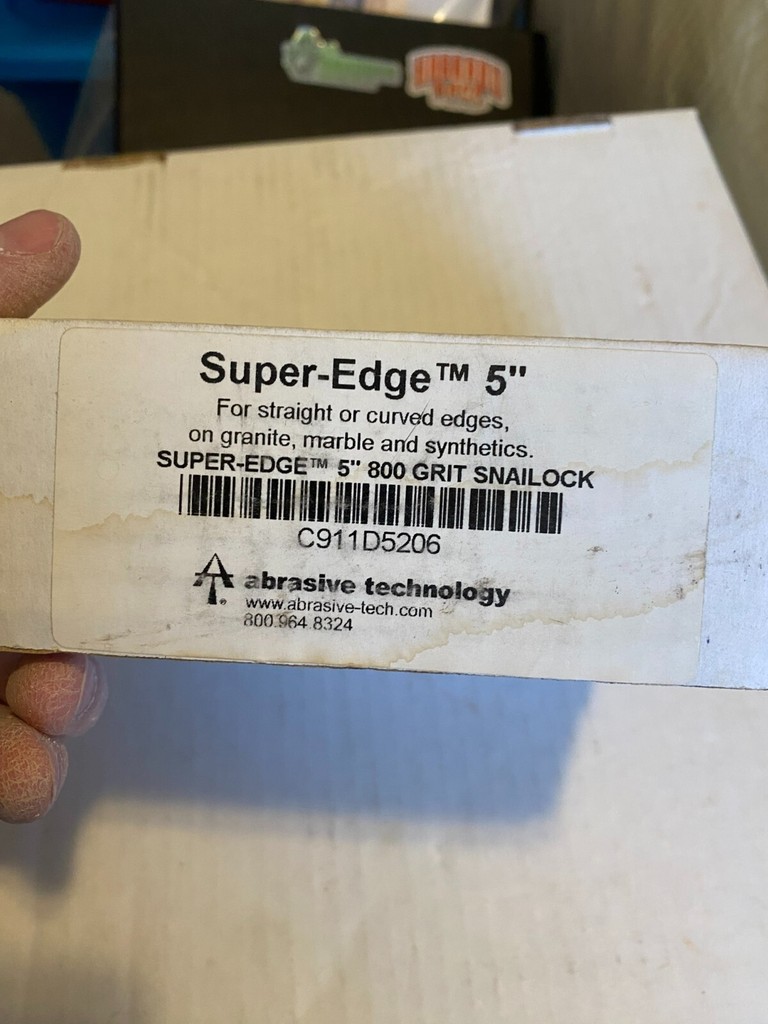 Super-Edge™ 5"
For straight or curved edges,
on granite, marble and synthetics.
SUPER-EDGE™ 5" 800 GRIT SNAILOCK
C911D5206
abrasive technology
www.abrasive-tech.com
800.964.8324